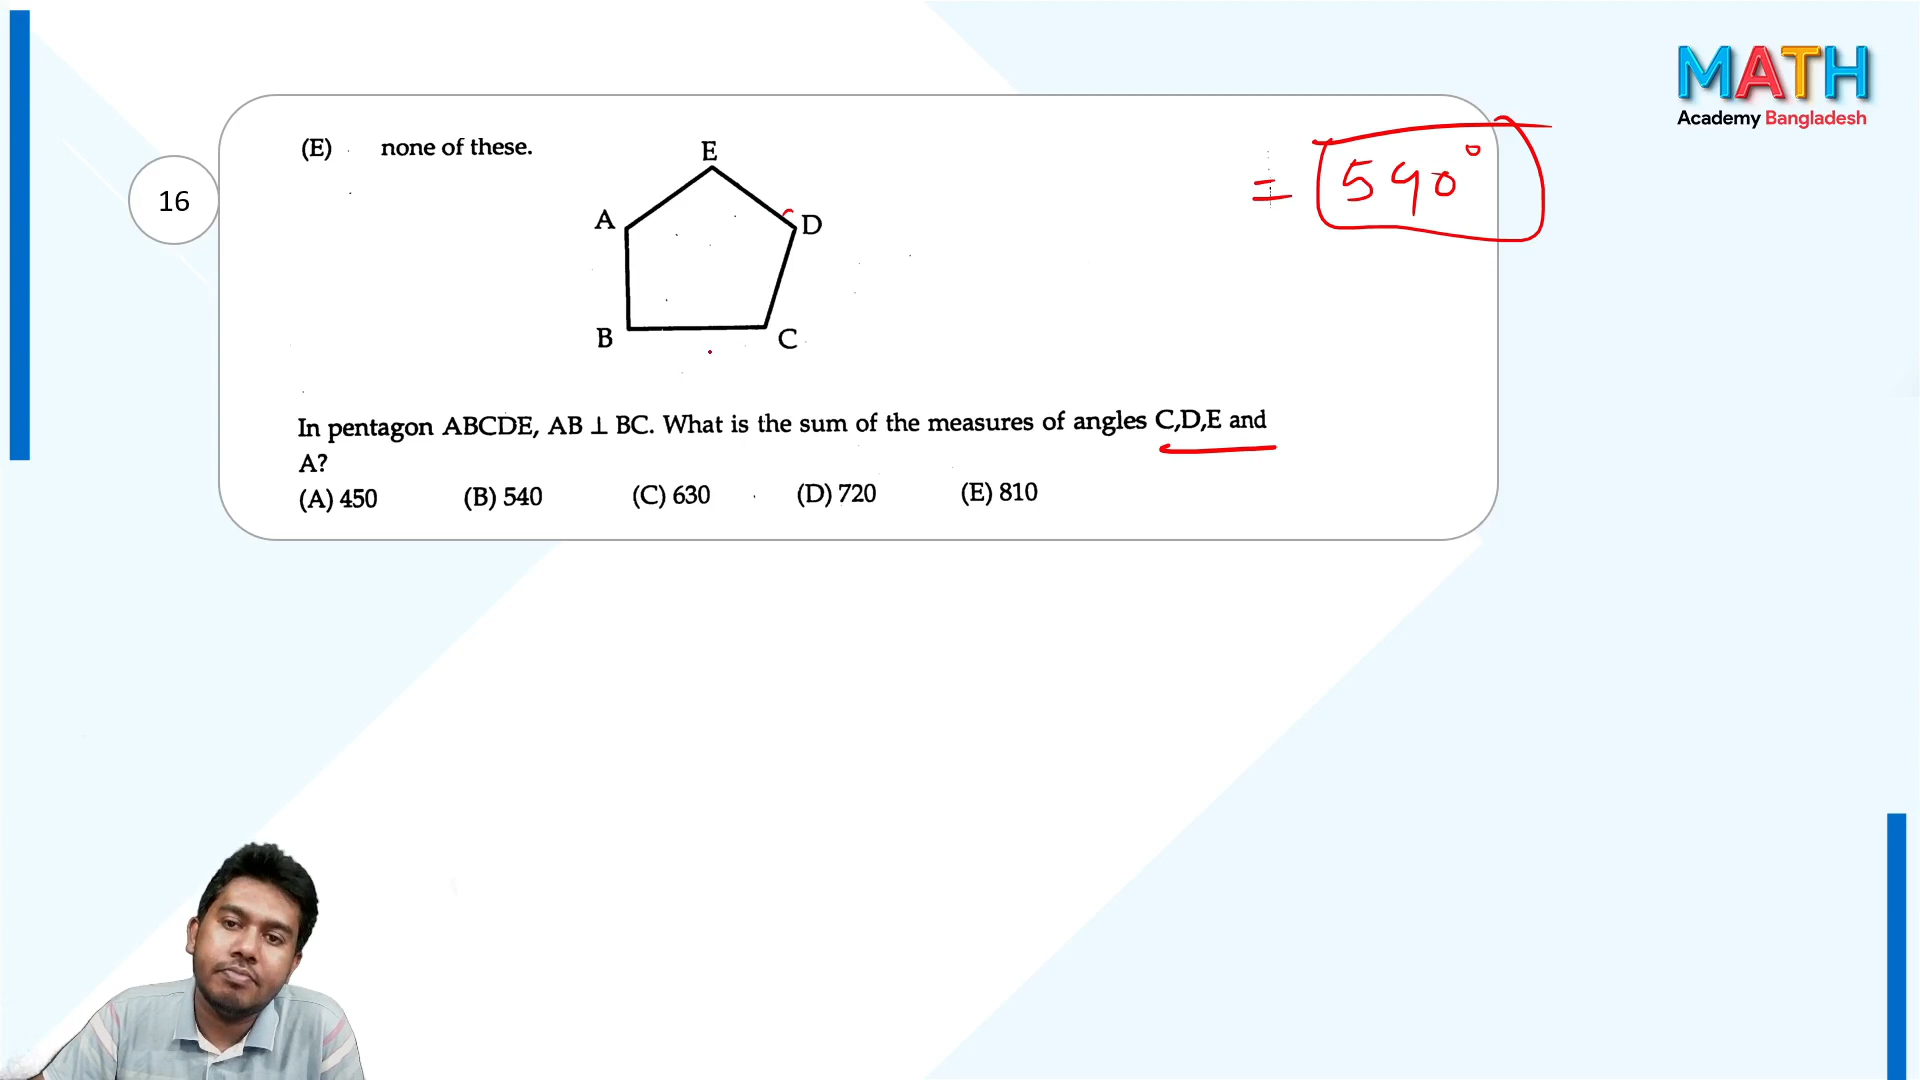 MATH
Academy Bangladesh
16
(E) none of these.
E
A
D
B
C
= 590°
In pentagon ABCDE, AB ⊥ BC. What is the sum of the measures of angles C,D,E and
A?
(A) 450 (B) 540 (C) 630 (D) 720 (E) 810